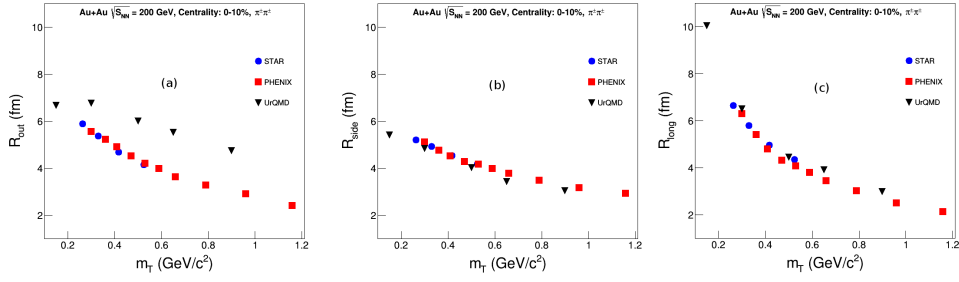 Au+Au √S_NN = 200 GeV, Centrality: 0-10%, π±π±
10
8
6
4
2
R_out (fm)
(a)
STAR
PHENIX
UrQMD
0.2 0.4 0.6 0.8 1 1.2
m_T (GeV/c²)
Au+Au √S_NN = 200 GeV, Centrality: 0-10%, π±π±
10
8
6
4
2
R_side (fm)
(b)
STAR
PHENIX
UrQMD
0.2 0.4 0.6 0.8 1 1.2
m_T (GeV/c²)
Au+Au √S_NN = 200 GeV, Centrality: 0-10%, π±π±
10
8
6
4
2
R_long (fm)
(c)
STAR
PHENIX
UrQMD
0.2 0.4 0.6 0.8 1 1.2
m_T (GeV/c²)